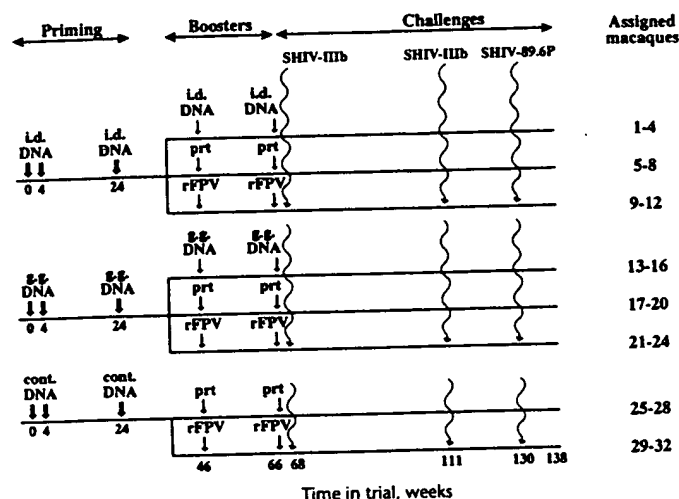 Priming Boosters Challenges Assigned macaques
SHIV-IIIb SHIV-IIIb SHIV-89.6P
i.d. DNA i.d. DNA
1-4
i.d. DNA i.d. DNA prt prt
5-8
0 4 24 rFPV rFPV
9-12
g.g. DNA g.g. DNA
13-16
g.g. DNA g.g. DNA prt prt
17-20
0 4 24 rFPV rFPV
21-24
cont. DNA cont. DNA prt prt
25-28
0 4 24 rFPV rFPV
29-32
46 66 68 111 130 138
Time in trial, weeks